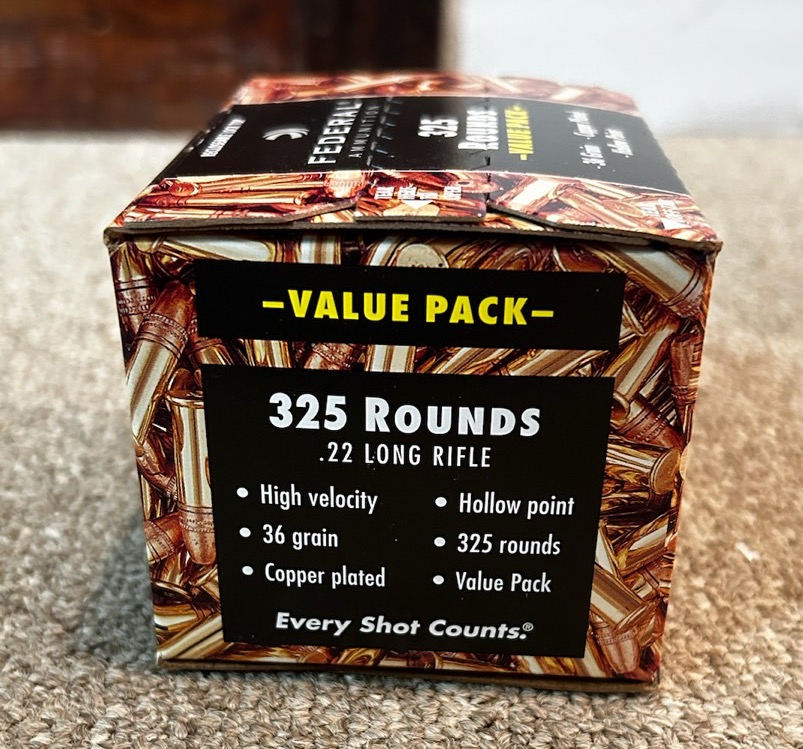 FEDERAL
AMMUNITION
325
ROUNDS
–VALUE PACK–
–VALUE PACK–
325 ROUNDS
.22 LONG RIFLE
• High velocity
• 36 grain
• Copper plated
• Hollow point
• 325 rounds
• Value Pack
Every Shot Counts.®